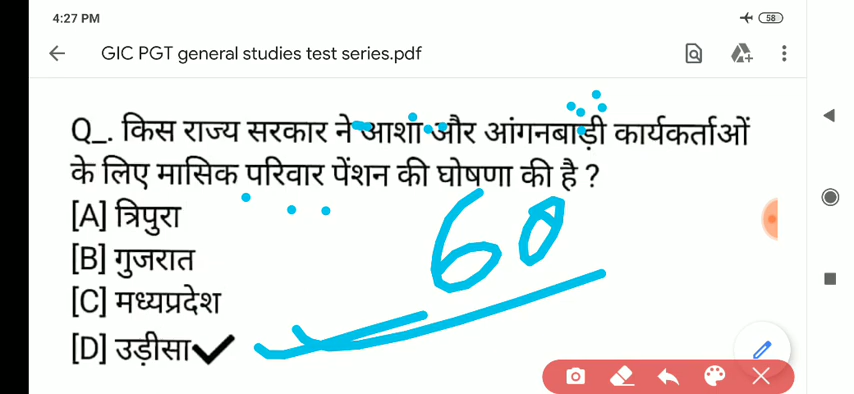 4:27 PM
58
GIC PGT general studies test series.pdf
Q_. किस राज्य सरकार ने आशा और आंगनबाड़ी कार्यकर्ताओं
के लिए मासिक परिवार पेंशन की घोषणा की है ?
[A] त्रिपुरा
[B] गुजरात
[C] मध्यप्रदेश
[D] उड़ीसा✔
60